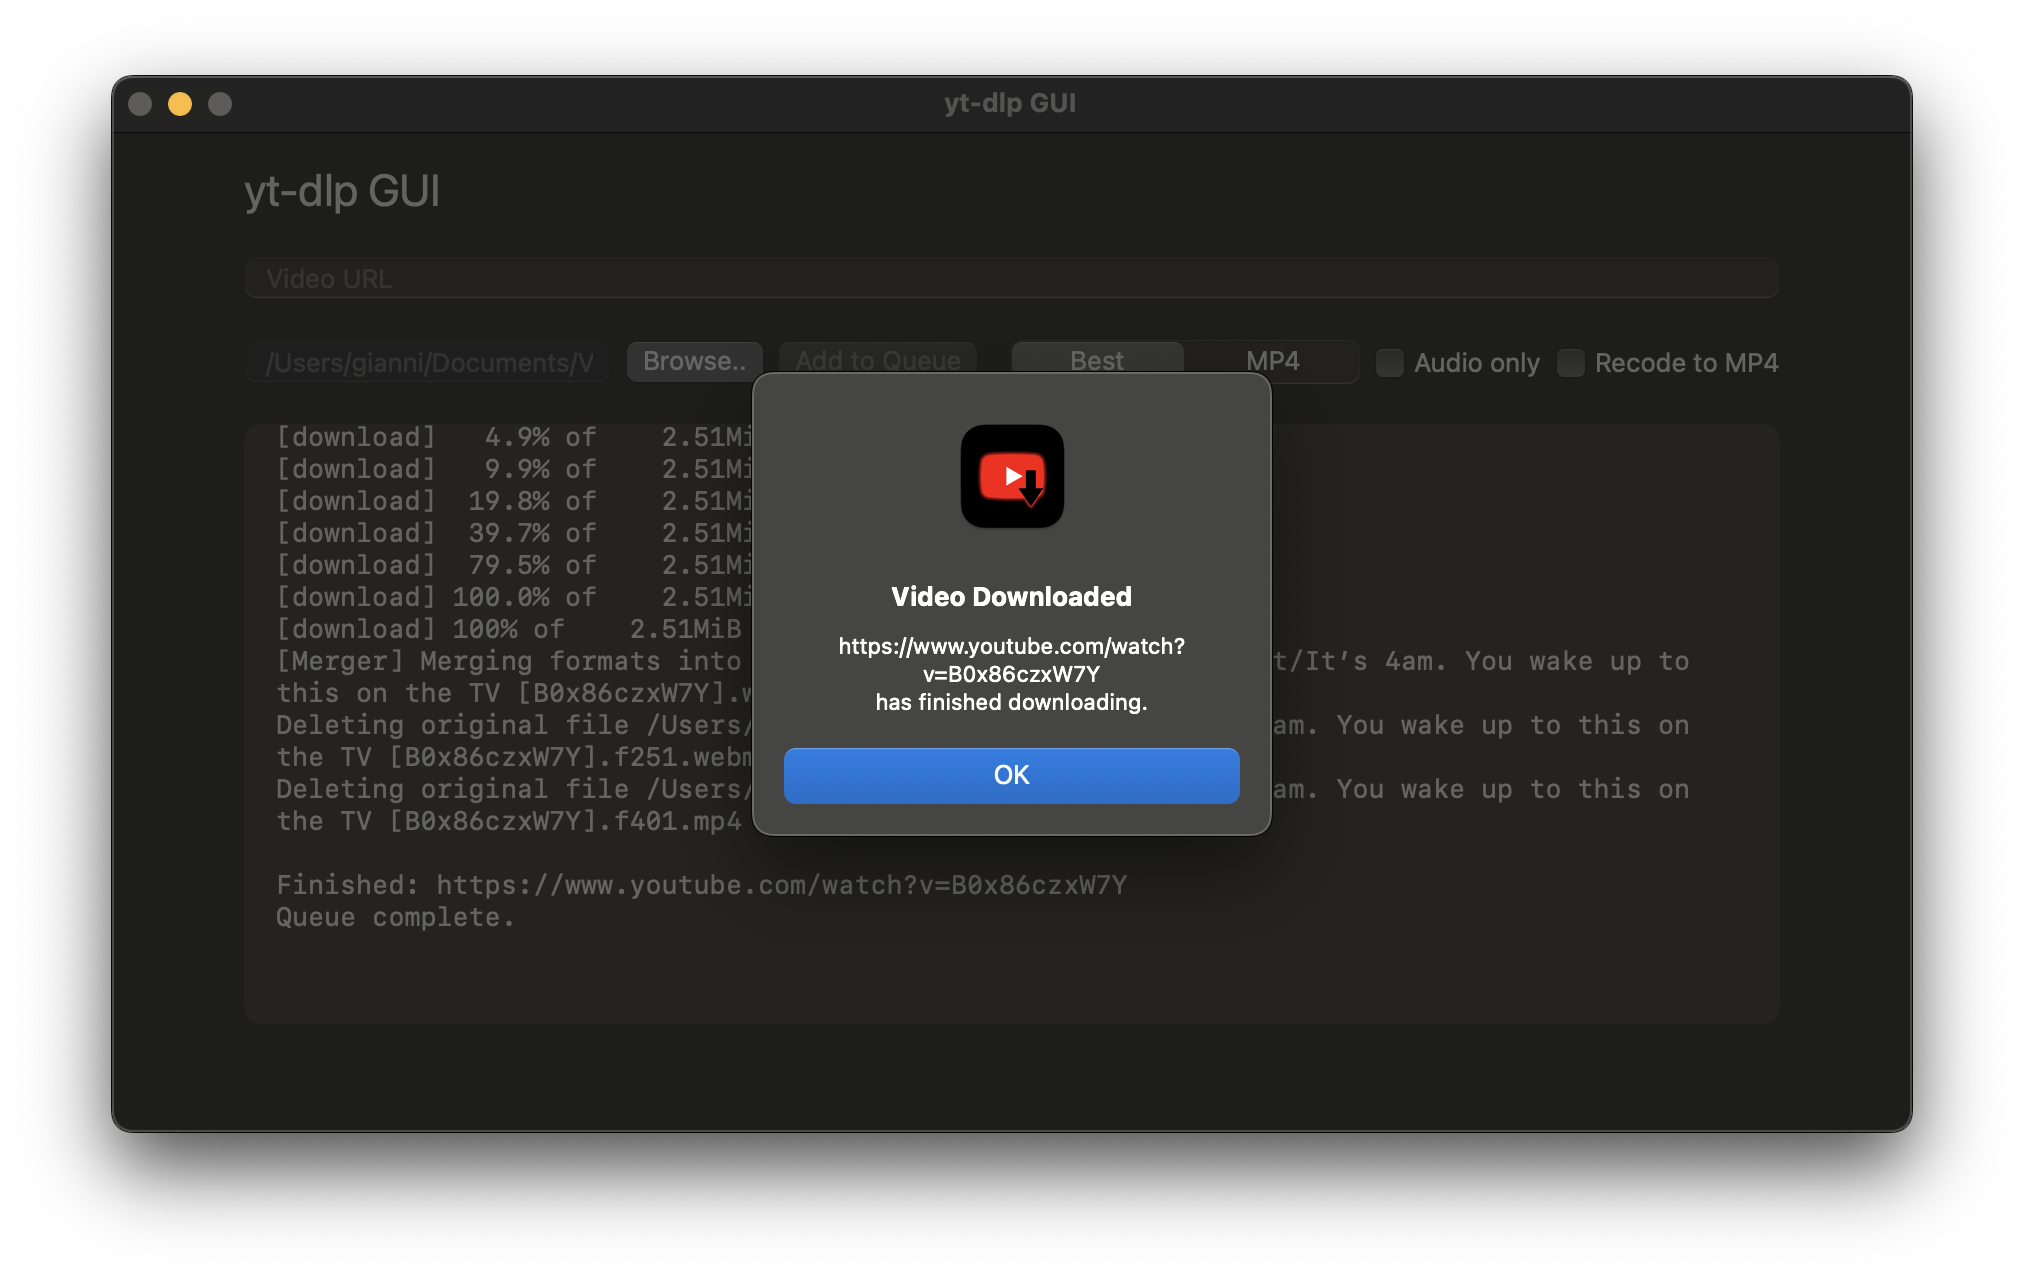 yt-dlp GUI
yt-dlp GUI
Video URL
/Users/gianni/Documents/V
Browse..
Add to Queue
Best
MP4
Audio only
Recode to MP4
[download]   4.9% of    2.51Mi
[download]   9.9% of    2.51Mi
[download]  19.8% of    2.51Mi
[download]  39.7% of    2.51Mi
[download]  79.5% of    2.51Mi
[download] 100.0% of    2.51Mi
[download] 100% of    2.51MiB
[Merger] Merging formats into t/It’s 4am. You wake up to
this on the TV [B0x86czxW7Y].w
Deleting original file /Users/ am. You wake up to this on
the TV [B0x86czxW7Y].f251.webm
Deleting original file /Users/ am. You wake up to this on
the TV [B0x86czxW7Y].f401.mp4
Finished: https://www.youtube.com/watch?v=B0x86czxW7Y
Queue complete.
Video Downloaded
https://www.youtube.com/watch?
v=B0x86czxW7Y
has finished downloading.
OK